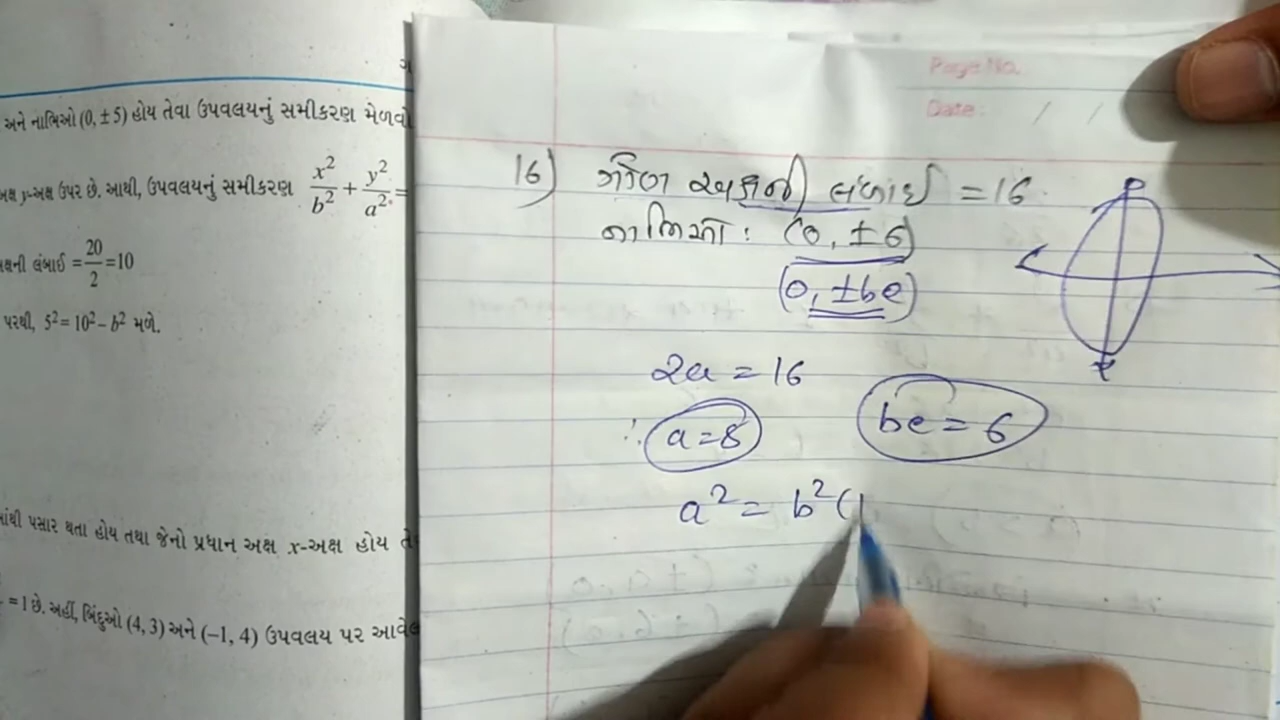 અને નાભિઓ (0, ± 5) હોય તેવા ઉપવલયનું સમીકરણ મેળવો
અક્ષ y-અક્ષ ઉપર છે. આથી, ઉપવલયનું સમીકરણ x²/b² + y²/a² =
ક્ષની લંબાઈ = 20/2 = 10
પરથી, 5² = 10² – b² મળે.
માંથી પસાર થતા હોય તથા જેનો પ્રધાન અક્ષ x-અક્ષ હોય તે
= 1 છે. અહીં, બિંદુઓ (4, 3) અને (–1, 4) ઉપવલય પર આવેલ
Page No.
Date: / /
16) ગૌણ અક્ષની લંબાઈ = 16
નાભિઓ : (0, ±6)
(0, ±be)
2a = 16
∴ a = 8 be = 6
a² = b² (1